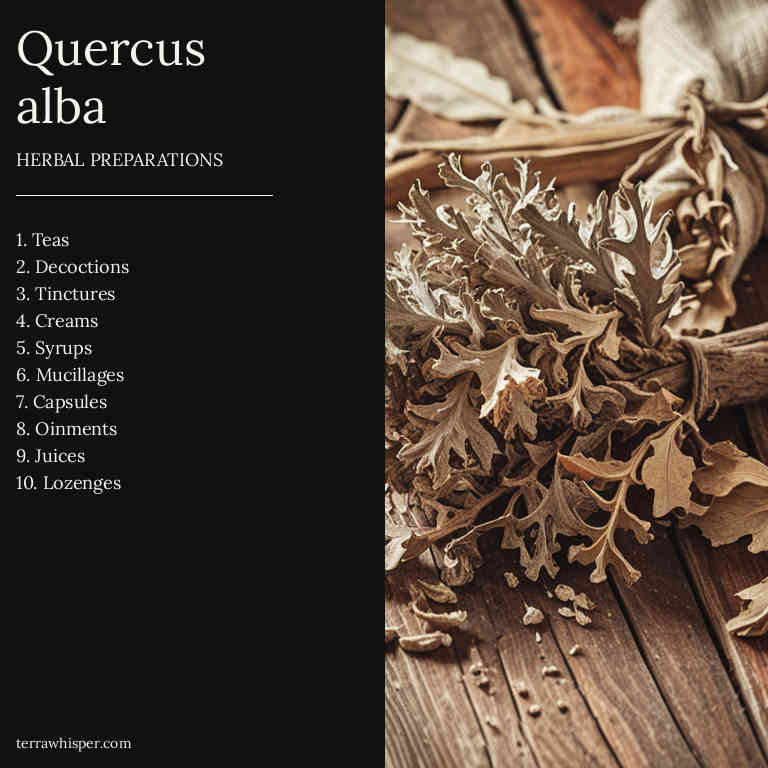 Quercus
alba
HERBAL PREPARATIONS
1. Teas
2. Decoctions
3. Tinctures
4. Creams
5. Syrups
6. Mucillages
7. Capsules
8. Oinments
9. Juices
10. Lozenges
terrawhisper.com